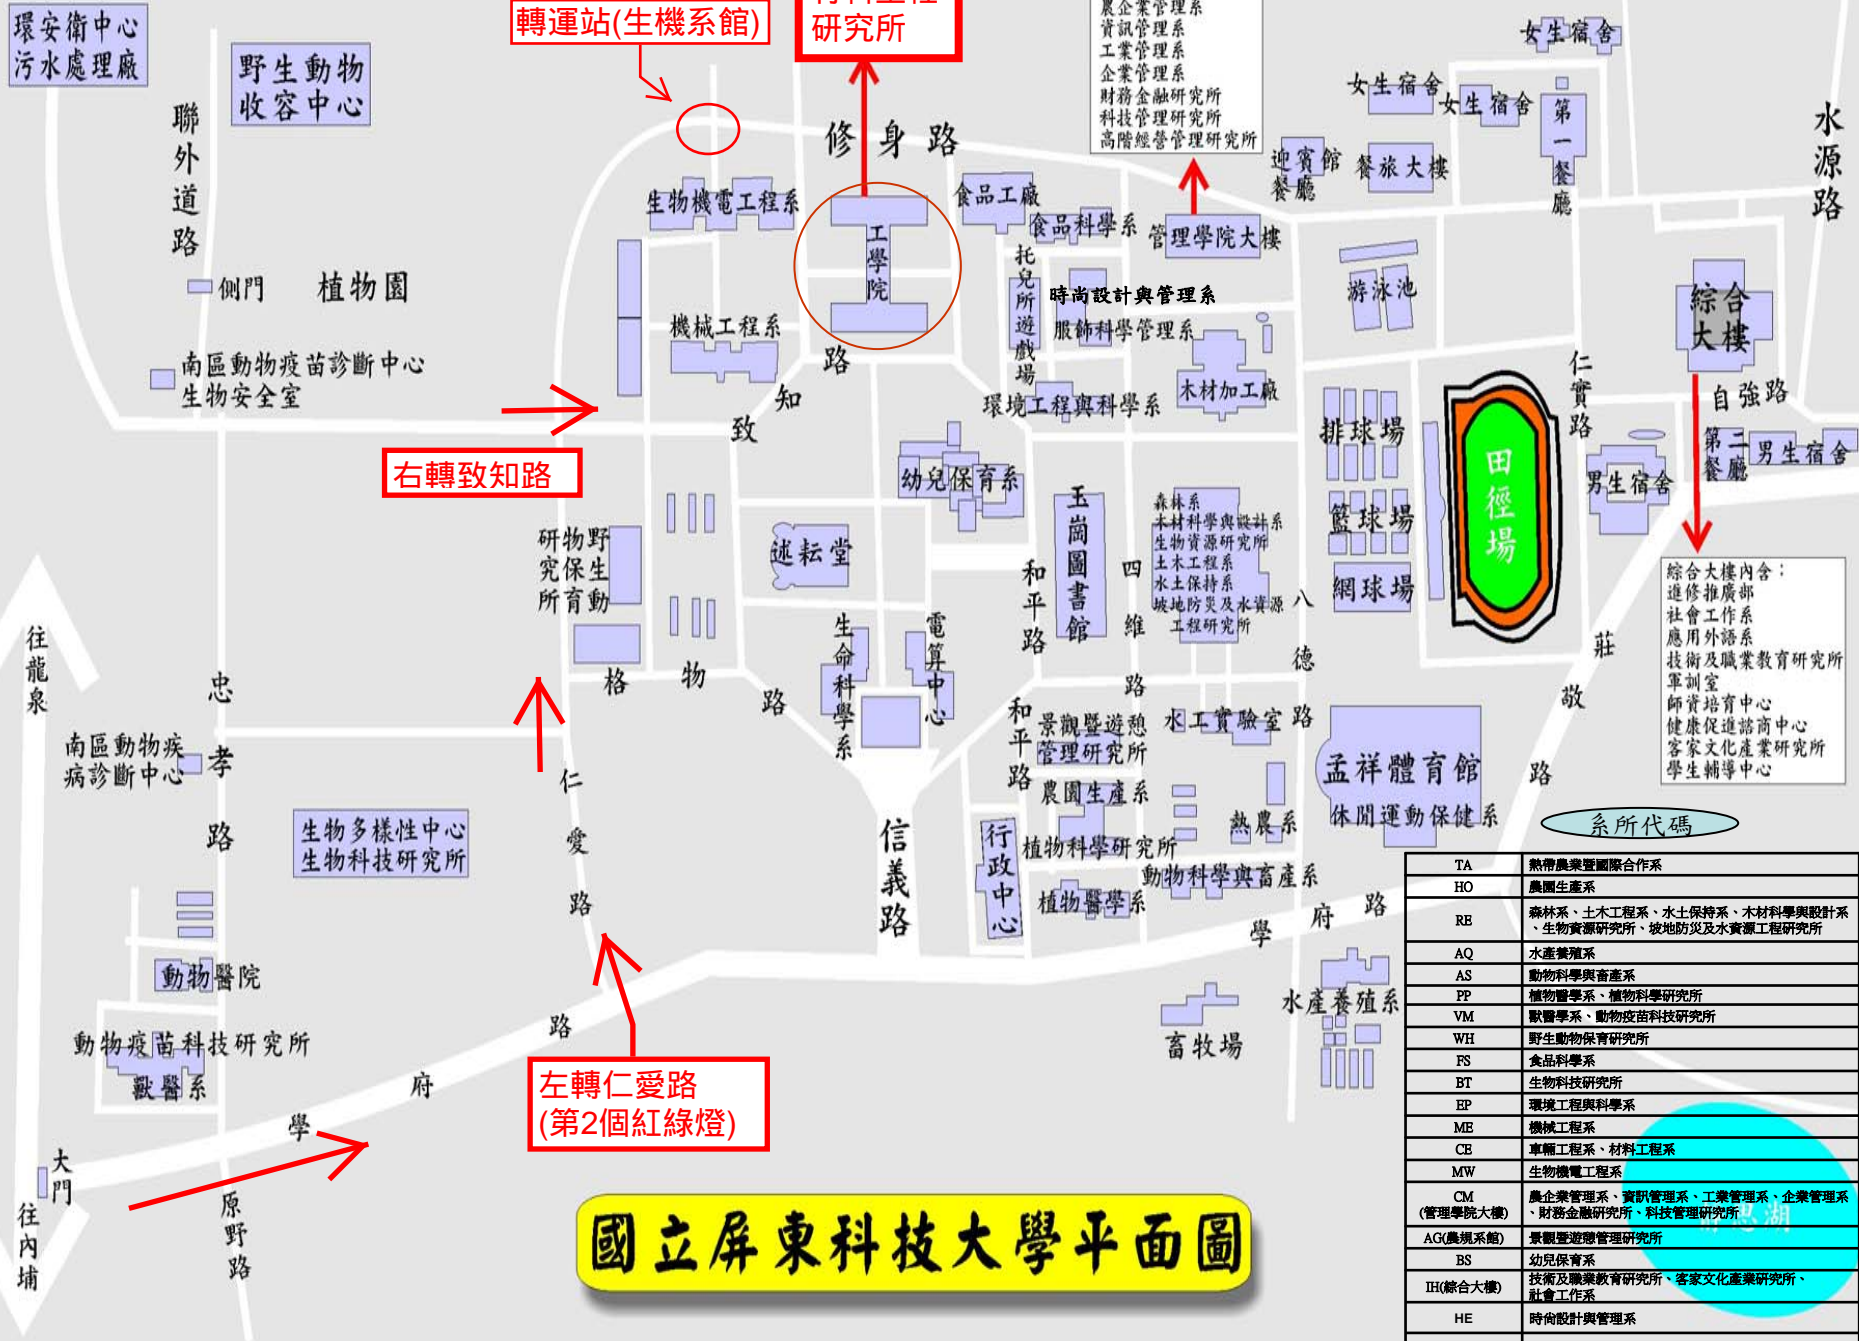 環安衛中心
污水處理廠
野生動物
收容中心
轉運站(生機系館)
研究所
農企業管理系
資訊管理系
工業管理系
企業管理系
財務金融研究所
科技管理研究所
高階經營管理研究所
女生宿舍
女生宿舍
女生宿舍
第一餐廳
水源路
聯外道路
修身路
迎賓館
餐廳
餐旅大樓
生物機電工程系
工學院
食品工廠
食品科學系
管理學院大樓
托兒所遊戲場
時尚設計與管理系
服飾科學管理系
游泳池
綜合
大樓
側門
植物園
機械工程系
南區動物疫苗診斷中心
生物安全室
致知路
環境工程與科學系
木材加工廠
仁實路
自強路
排球場
田徑場
第二餐廳
男生宿舍
男生宿舍
右轉致知路
幼兒保育系
玉崗圖書館
森林系
木材科學與設計系
生物資源研究所
土木工程系
水土保持系
坡地防災及水資源
工程研究所
籃球場
網球場
野生動
物保育
研究所
述耘堂
和平路
四維路
八德路
綜合大樓內含：
進修推廣部
社會工作系
應用外語系
技術及職業教育研究所
軍訓室
師資培育中心
健康促進諮商中心
客家文化產業研究所
學生輔導中心
往龍泉
忠孝路
格物路
生命科學系
電算中心
莊敬路
南區動物疾
病診斷中心
仁愛路
和平路
景觀暨遊憩
管理研究所
水工實驗室
孟祥體育館
休閒運動保健系
農園生產系
熱農系
生物多樣性中心
生物科技研究所
信義路
行政中心
植物科學研究所
動物科學與畜產系
植物醫學系
學府路
動物醫院
水產養殖系
畜牧場
動物疫苗科技研究所
獸醫系
左轉仁愛路
(第2個紅綠燈)
學府路
大門
往內埔
原野路
國立屏東科技大學平面圖
系所代碼
TA 熱帶農業暨國際合作系
HO 農園生產系
RE 森林系、土木工程系、水土保持系、木材科學與設計系
、生物資源研究所、坡地防災及水資源工程研究所
AQ 水產養殖系
AS 動物科學與畜產系
PP 植物醫學系、植物科學研究所
VM 獸醫學系、動物疫苗科技研究所
WH 野生動物保育研究所
FS 食品科學系
BT 生物科技研究所
EP 環境工程與科學系
ME 機械工程系
CE 車輛工程系、材料工程系
MW 生物機電工程系
CM
(管理學院大樓) 農企業管理系、資訊管理系、工業管理系、企業管理系
、財務金融研究所、科技管理研究所
AG(農規系館) 景觀暨遊憩管理研究所
BS 幼兒保育系
IH(綜合大樓) 技術及職業教育研究所、客家文化產業研究所、
社會工作系
HE 時尚設計與管理系